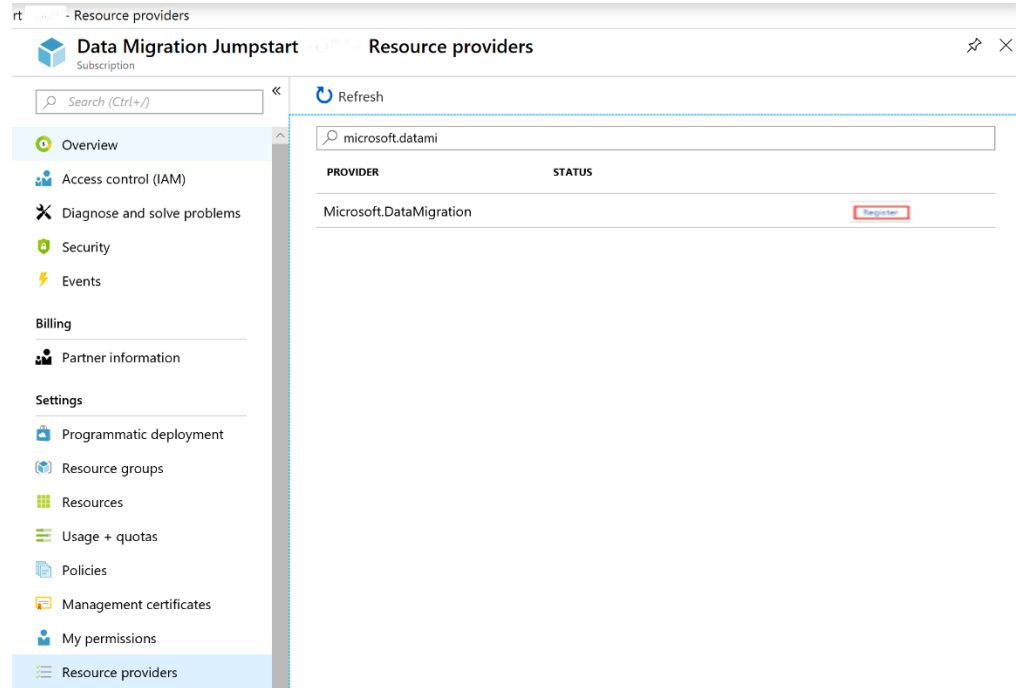 rt - Resource providers
Data Migration Jumpstart Resource providers
Subscription
Search (Ctrl+/)
«
Overview
Access control (IAM)
Diagnose and solve problems
Security
Events
Billing
Partner information
Settings
Programmatic deployment
Resource groups
Resources
Usage + quotas
Policies
Management certificates
My permissions
Resource providers
Refresh
microsoft.datami
PROVIDER STATUS
Microsoft.DataMigration Register